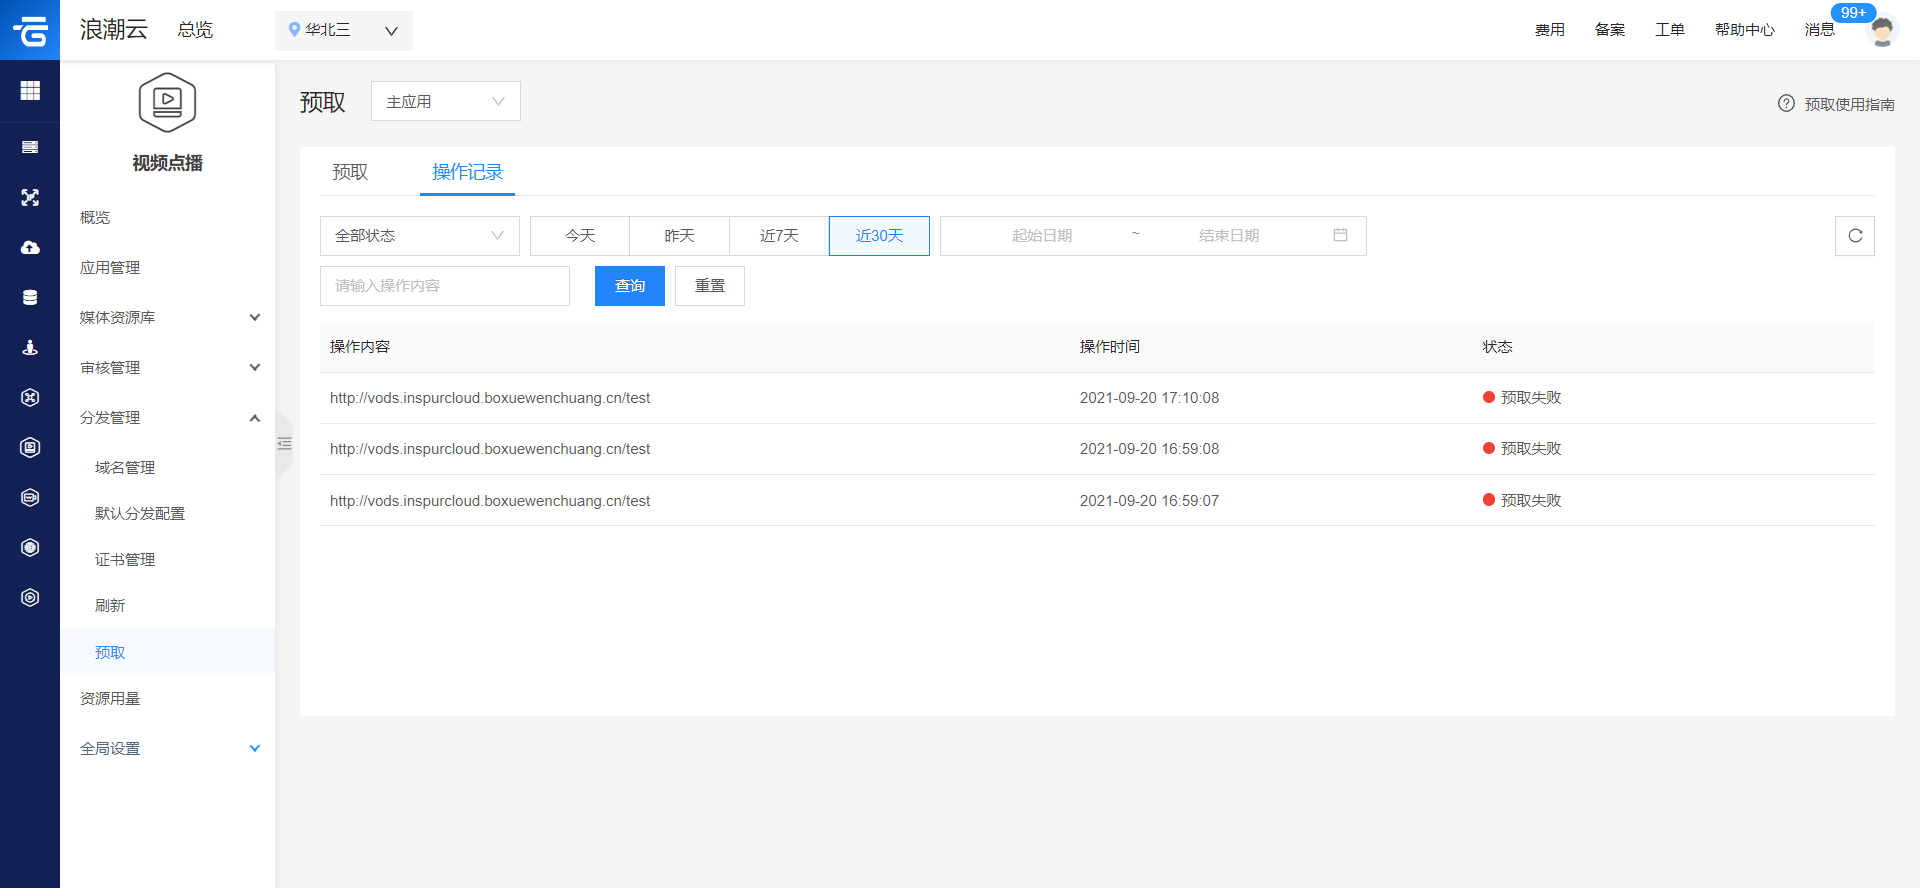 浪潮云 总览 华北三 费用 备案 工单 帮助中心 消息 99+
视频点播
概览
应用管理
媒体资源库
审核管理
分发管理
域名管理
默认分发配置
证书管理
刷新
预取
资源用量
全局设置
预取 主应用 预取使用指南
预取 操作记录
全部状态 今天 昨天 近7天 近30天 起始日期 ~ 结束日期
请输入操作内容 查询 重置
操作内容 操作时间 状态
http://vods.inspurcloud.boxuewenchuang.cn/test 2021-09-20 17:10:08 预取失败
http://vods.inspurcloud.boxuewenchuang.cn/test 2021-09-20 16:59:08 预取失败
http://vods.inspurcloud.boxuewenchuang.cn/test 2021-09-20 16:59:07 预取失败